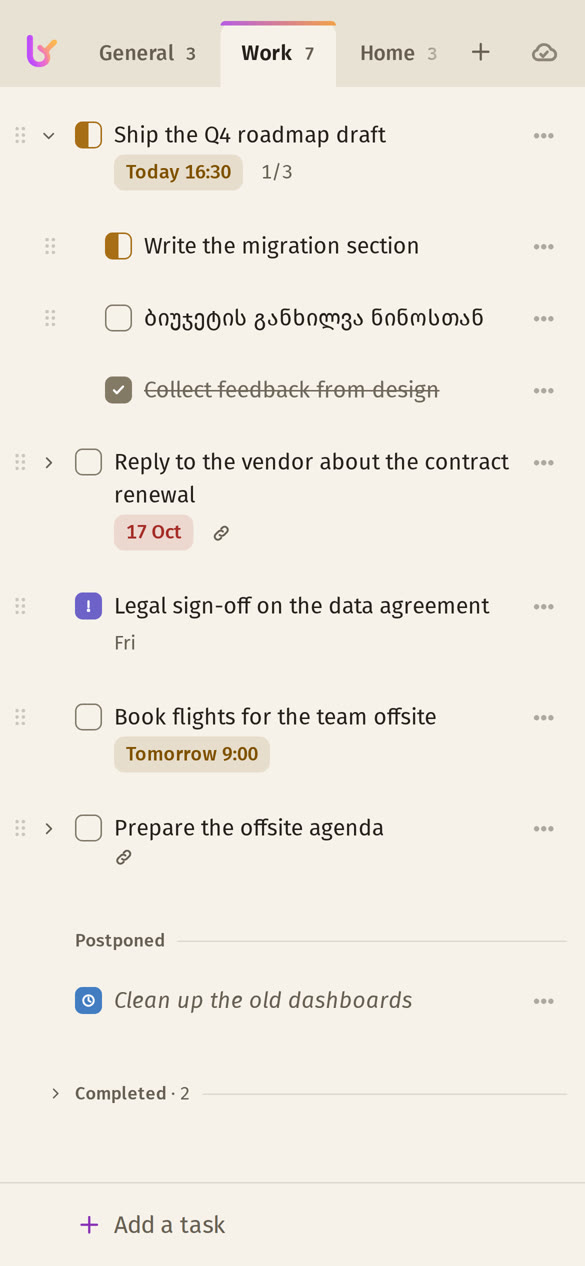 General 3
Work 7
Home 3
Ship the Q4 roadmap draft
Today 16:30 1/3
Write the migration section
ბიუჯეტის განხილვა ნინოსთან
Collect feedback from design
Reply to the vendor about the contract
renewal
17 Oct
Legal sign-off on the data agreement
Fri
Book flights for the team offsite
Tomorrow 9:00
Prepare the offsite agenda
Postponed
Clean up the old dashboards
Completed · 2
Add a task